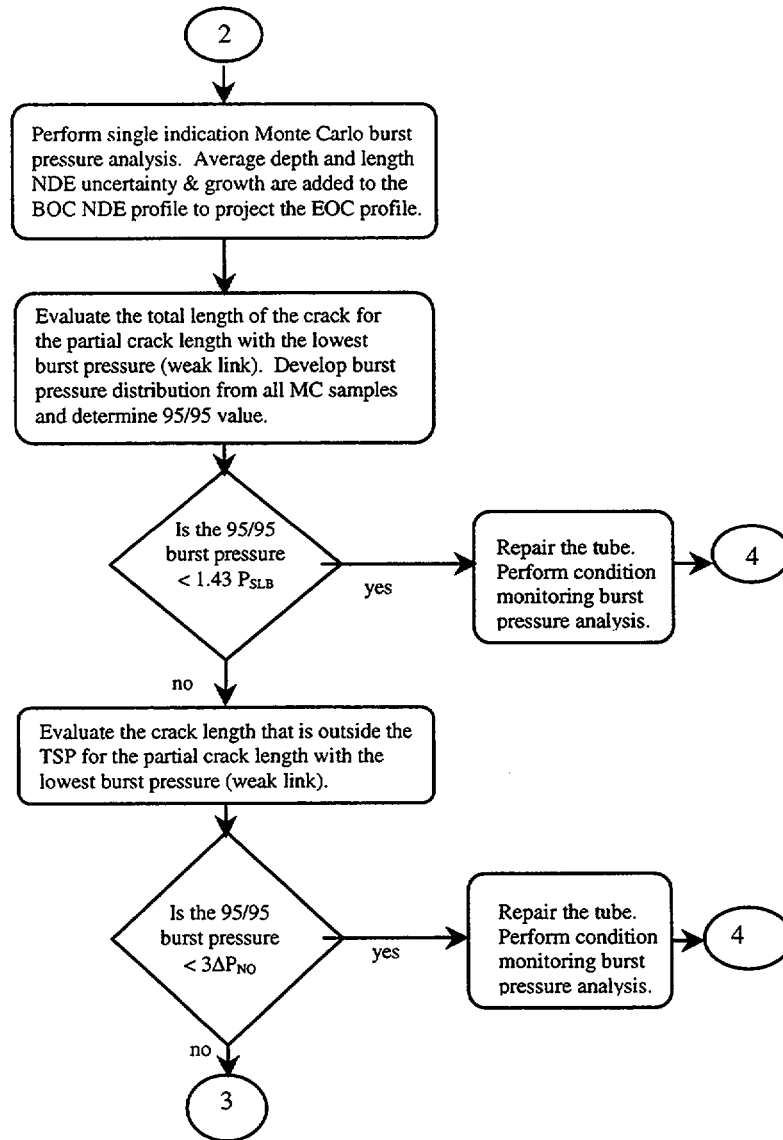 2
Perform single indication Monte Carlo burst
pressure analysis. Average depth and length
NDE uncertainty & growth are added to the
BOC NDE profile to project the EOC profile.
Evaluate the total length of the crack for
the partial crack length with the lowest
burst pressure (weak link). Develop burst
pressure distribution from all MC samples
and determine 95/95 value.
Is the 95/95
burst pressure
< 1.43 P_SLB
yes
Repair the tube.
Perform condition
monitoring burst
pressure analysis.
4
no
Evaluate the crack length that is outside the
TSP for the partial crack length with the
lowest burst pressure (weak link).
Is the 95/95
burst pressure
< 3ΔP_NO
yes
Repair the tube.
Perform condition
monitoring burst
pressure analysis.
4
no
3